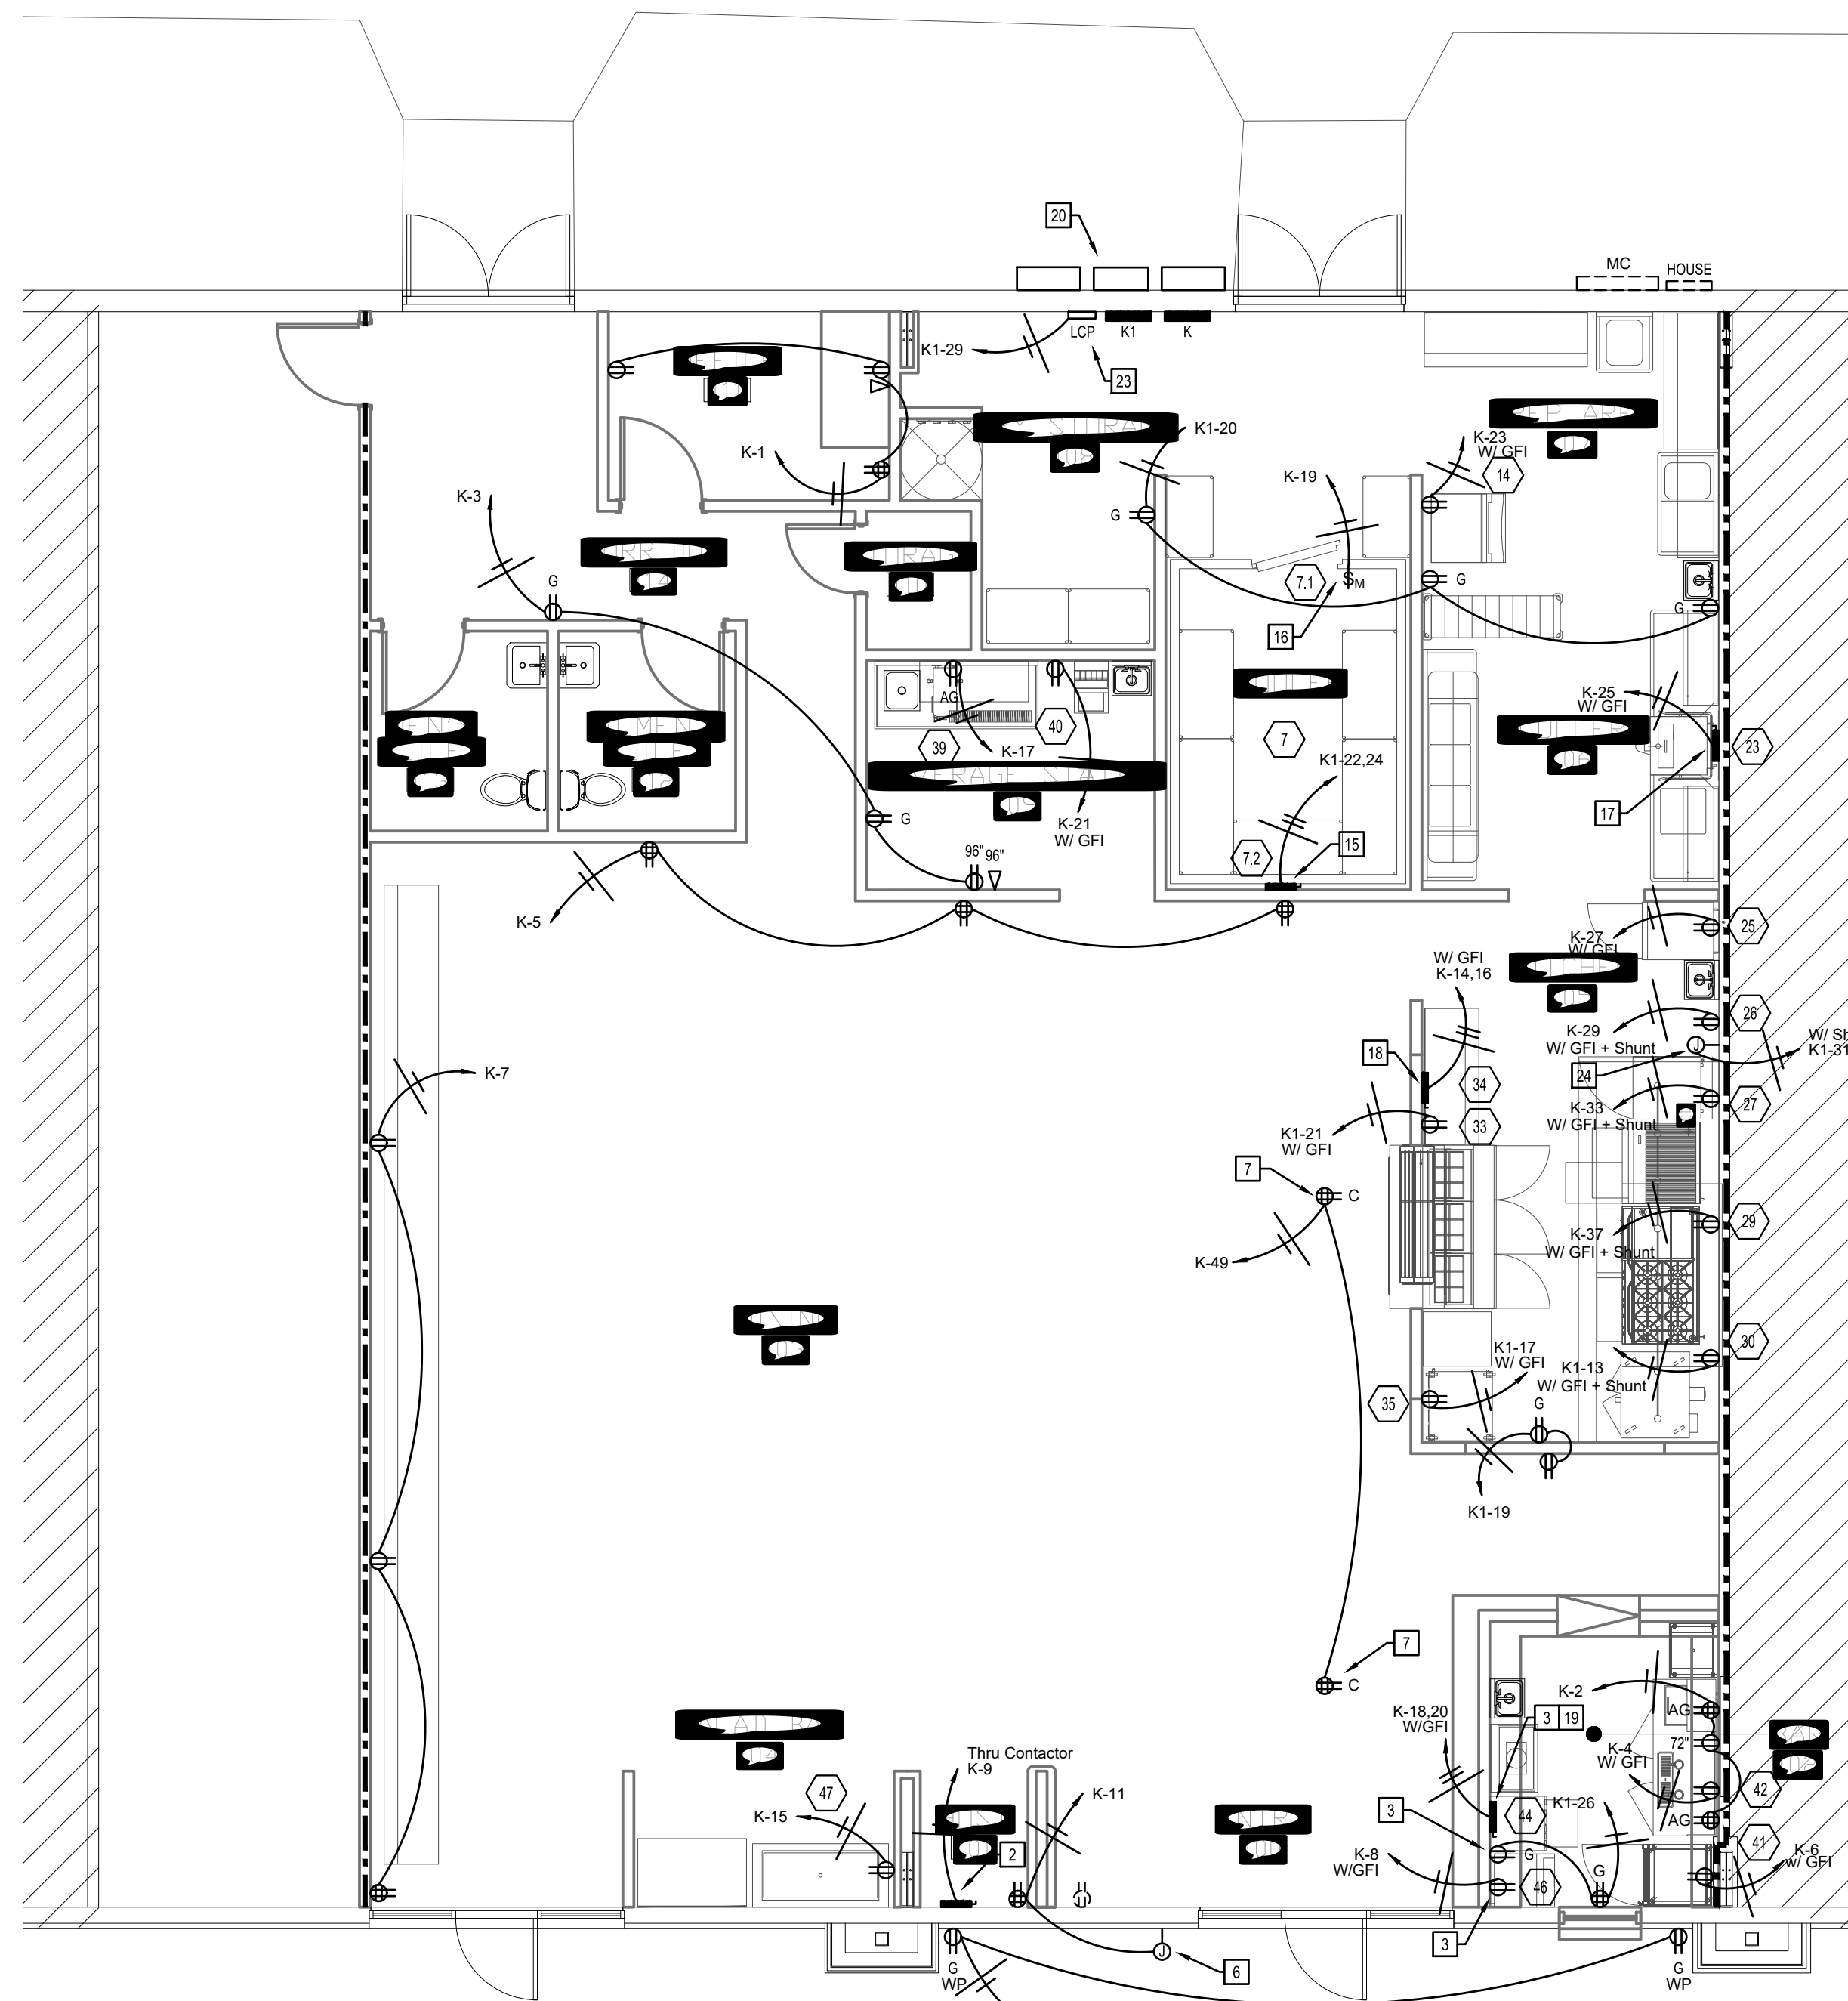 20
MC
HOUSE
LCP
K1
K
K1-29
23
K1-20
K-1
K-23
W/ GFI
14
K-3
K-19
G
G
7.1
SM
G
G
16
K-25
W/ GFI
AG
40
39
K-17
7
K1-22,24
23
17
G
K-21
W/ GFI
96"
96"
7.2
15
K-5
25
K-27
W/ GFI
W/ GFI
K-14,16
26
K-29
W/ GFI + Shunt
J
K1-31
18
24
34
K-7
K-33
W/ GFI + Shunt
27
33
K1-21
W/ GFI
7
C
K-37
W/ GFI + Shunt
29
K-49
30
K1-17
W/ GFI
K1-13
W/ GFI + Shunt
35
G
K1-19
7
C
K-2
K-18,20
W/GFI
3
19
AG
72"
K-4
W/ GFI
Thru Contactor
K-9
47
K-11
42
K-15
3
44
K1-26
AG
2
K-8
W/GFI
G
41
K-6
w/ GFI
G
46
3
J
6
G
WP
G
WP